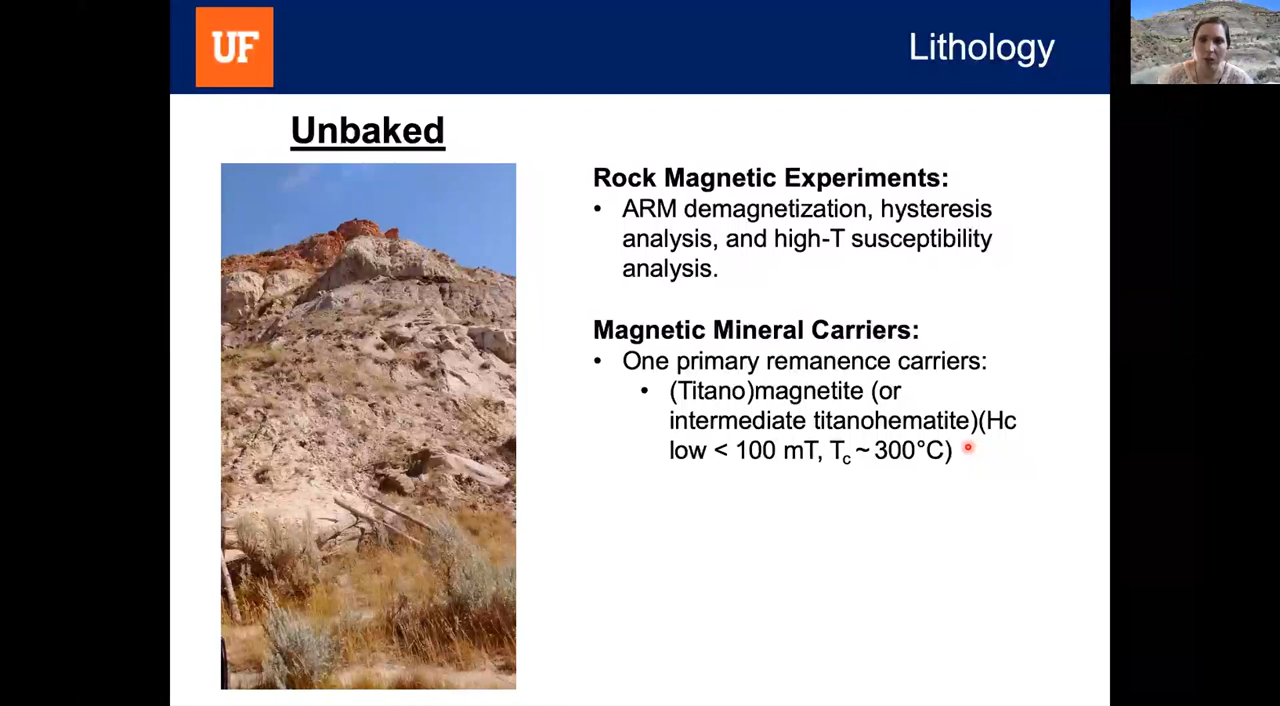 UF
Lithology
Unbaked
Rock Magnetic Experiments:
• ARM demagnetization, hysteresis
analysis, and high-T susceptibility
analysis.
Magnetic Mineral Carriers:
• One primary remanence carriers:
• (Titano)magnetite (or
intermediate titanohematite)(Hc
low < 100 mT, Tc ~ 300°C)